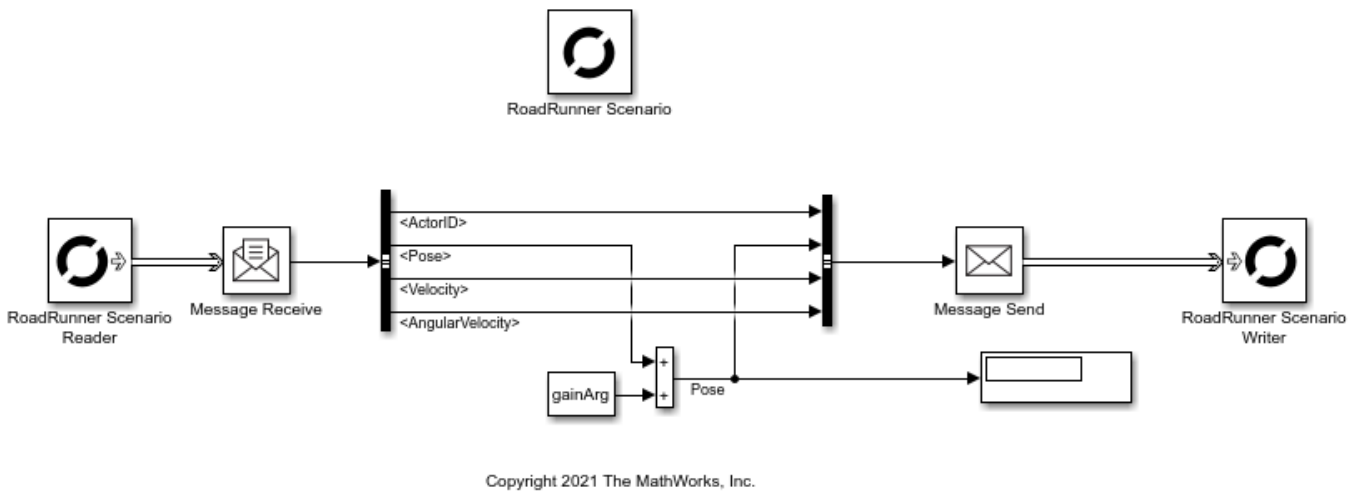 RoadRunner Scenario
<ActorID>
<Pose>
<Velocity>
<AngularVelocity>
RoadRunner Scenario
Reader
Message Receive
Message Send
RoadRunner Scenario
Writer
gainArg
+
+
Pose
Copyright 2021 The MathWorks, Inc.